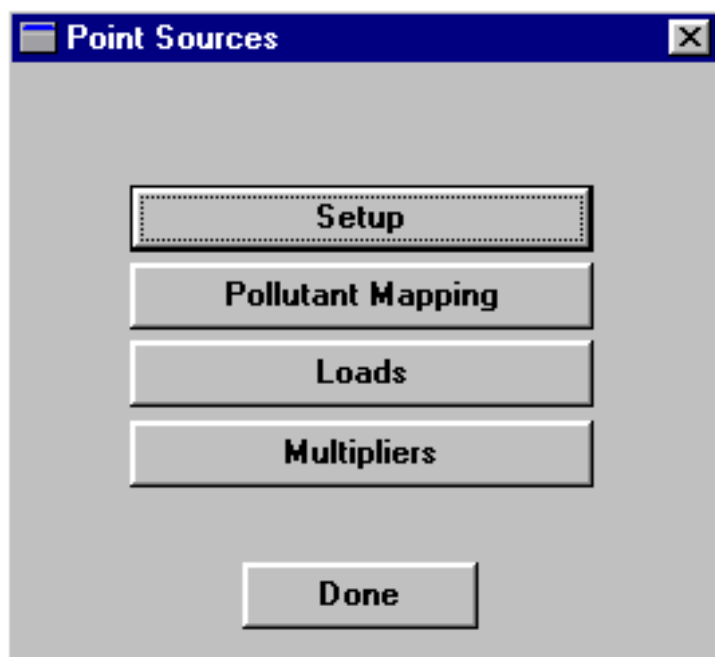 Point Sources
Setup
Pollutant Mapping
Loads
Multipliers
Done